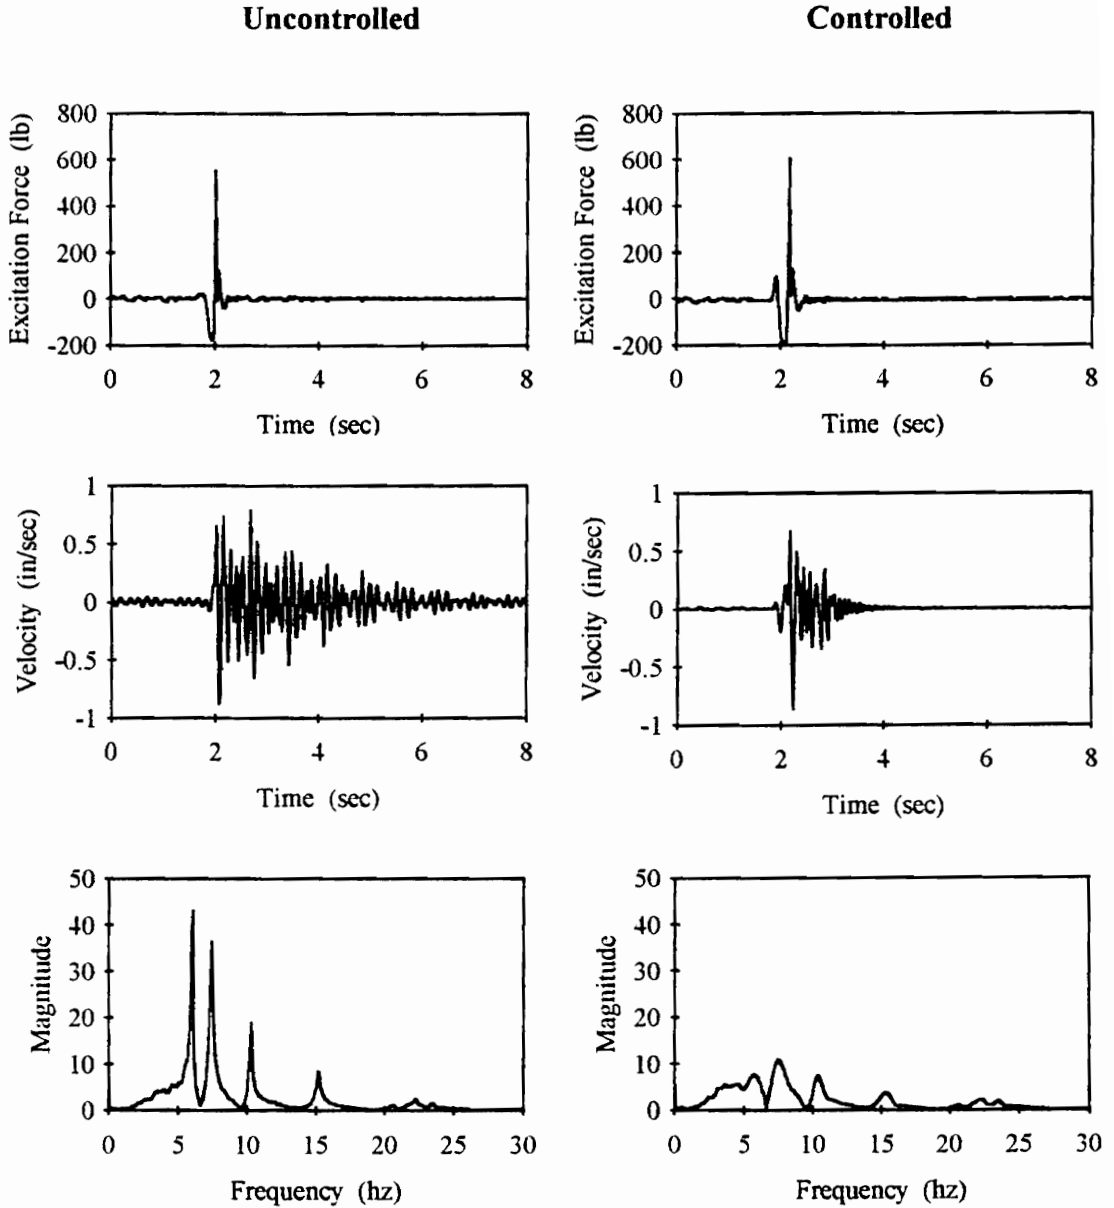 Uncontrolled
Controlled
800
600
400
200
0
-200
Excitation Force (lb)
0 2 4 6 8
Time (sec)
800
600
400
200
0
-200
Excitation Force (lb)
0 2 4 6 8
Time (sec)
1
0.5
0
-0.5
-1
Velocity (in/sec)
0 2 4 6 8
Time (sec)
1
0.5
0
-0.5
-1
Velocity (in/sec)
0 2 4 6 8
Time (sec)
50
40
30
20
10
0
Magnitude
0 5 10 15 20 25 30
Frequency (hz)
50
40
30
20
10
0
Magnitude
0 5 10 15 20 25 30
Frequency (hz)